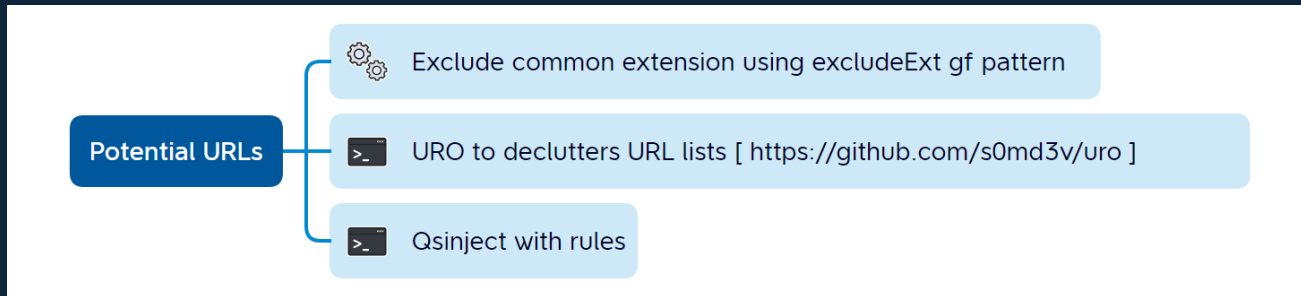 Exclude common extension using excludeExt gf pattern
Potential URLs
URO to declutters URL lists [ https://github.com/s0md3v/uro ]
Qsinject with rules